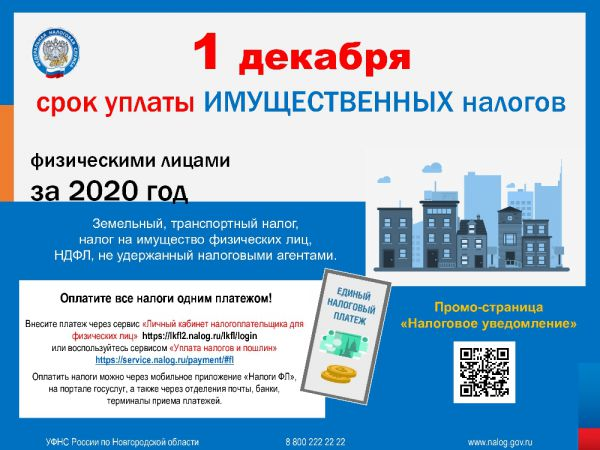 ФЕДЕРАЛЬНАЯ НАЛОГОВАЯ СЛУЖБА
1 декабря
срок уплаты ИМУЩЕСТВЕННЫХ налогов
физическими лицами
за 2020 год
Земельный, транспортный налог,
налог на имущество физических лиц,
НДФЛ, не удержанный налоговыми агентами.
Оплатите все налоги одним платежом!
Внесите платеж через сервис «Личный кабинет налогоплательщика для
физических лиц» https://lkfl2.nalog.ru/lkfl/login
или воспользуйтесь сервисом «Уплата налогов и пошлин»
https://service.nalog.ru/payment/#fl
Оплатить налоги можно через мобильное приложение «Налоги ФЛ»,
на портале госуслуг, а также через отделения почты, банки,
терминалы приема платежей.
ЕДИНЫЙ
НАЛОГОВЫЙ
ПЛАТЕЖ
Промо-страница
«Налоговое уведомление»
УФНС России по Новгородской области
8 800 222 22 22
www.nalog.gov.ru